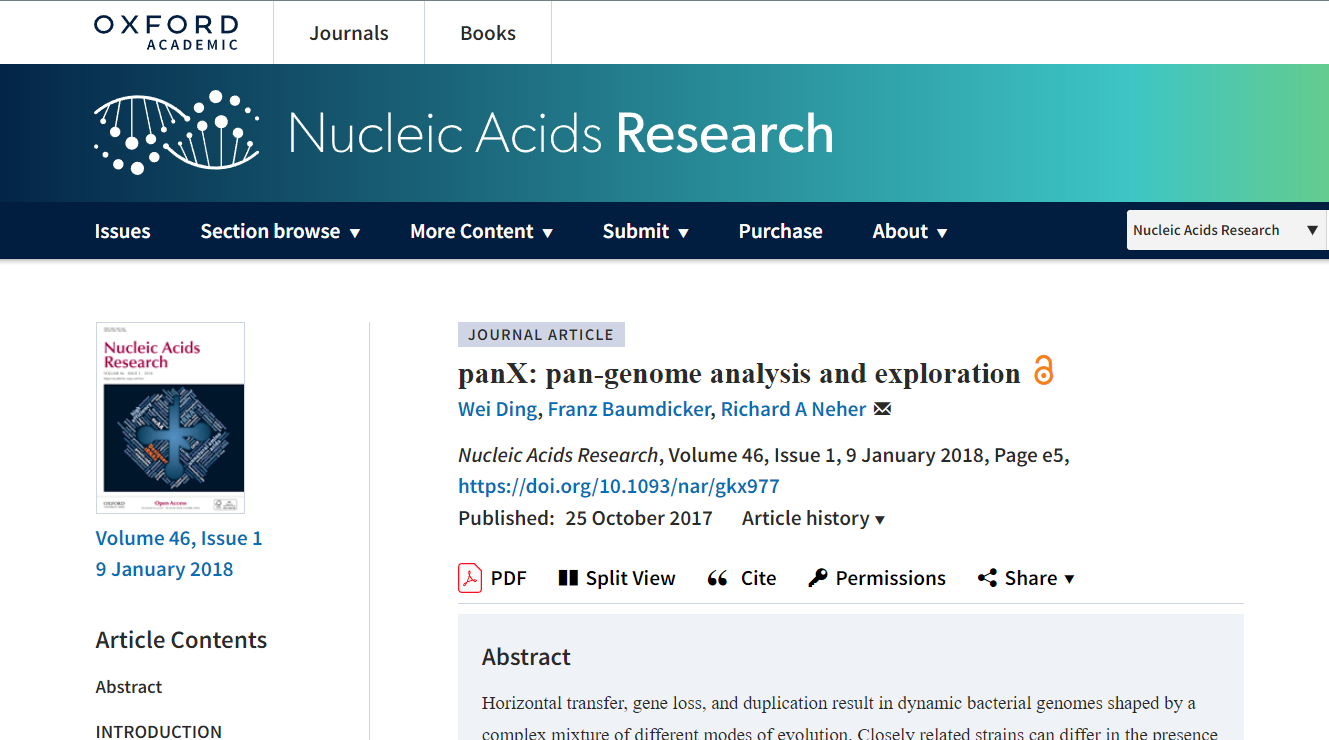 OXFORD
ACADEMIC
Journals
Books
Nucleic Acids Research
Issues
Section browse ▼
More Content ▼
Submit ▼
Purchase
About ▼
Nucleic Acids Research ▼
Nucleic Acids
Research
OXFORD
Open Access
Volume 46, Issue 1
9 January 2018
Article Contents
Abstract
INTRODUCTION
JOURNAL ARTICLE
panX: pan-genome analysis and exploration
Wei Ding, Franz Baumdicker, Richard A Neher
Nucleic Acids Research, Volume 46, Issue 1, 9 January 2018, Page e5,
https://doi.org/10.1093/nar/gkx977
Published: 25 October 2017 Article history ▼
PDF
Split View
Cite
Permissions
Share ▼
Abstract
Horizontal transfer, gene loss, and duplication result in dynamic bacterial genomes shaped by a
complex mixture of different modes of evolution. Closely related strains can differ in the presence